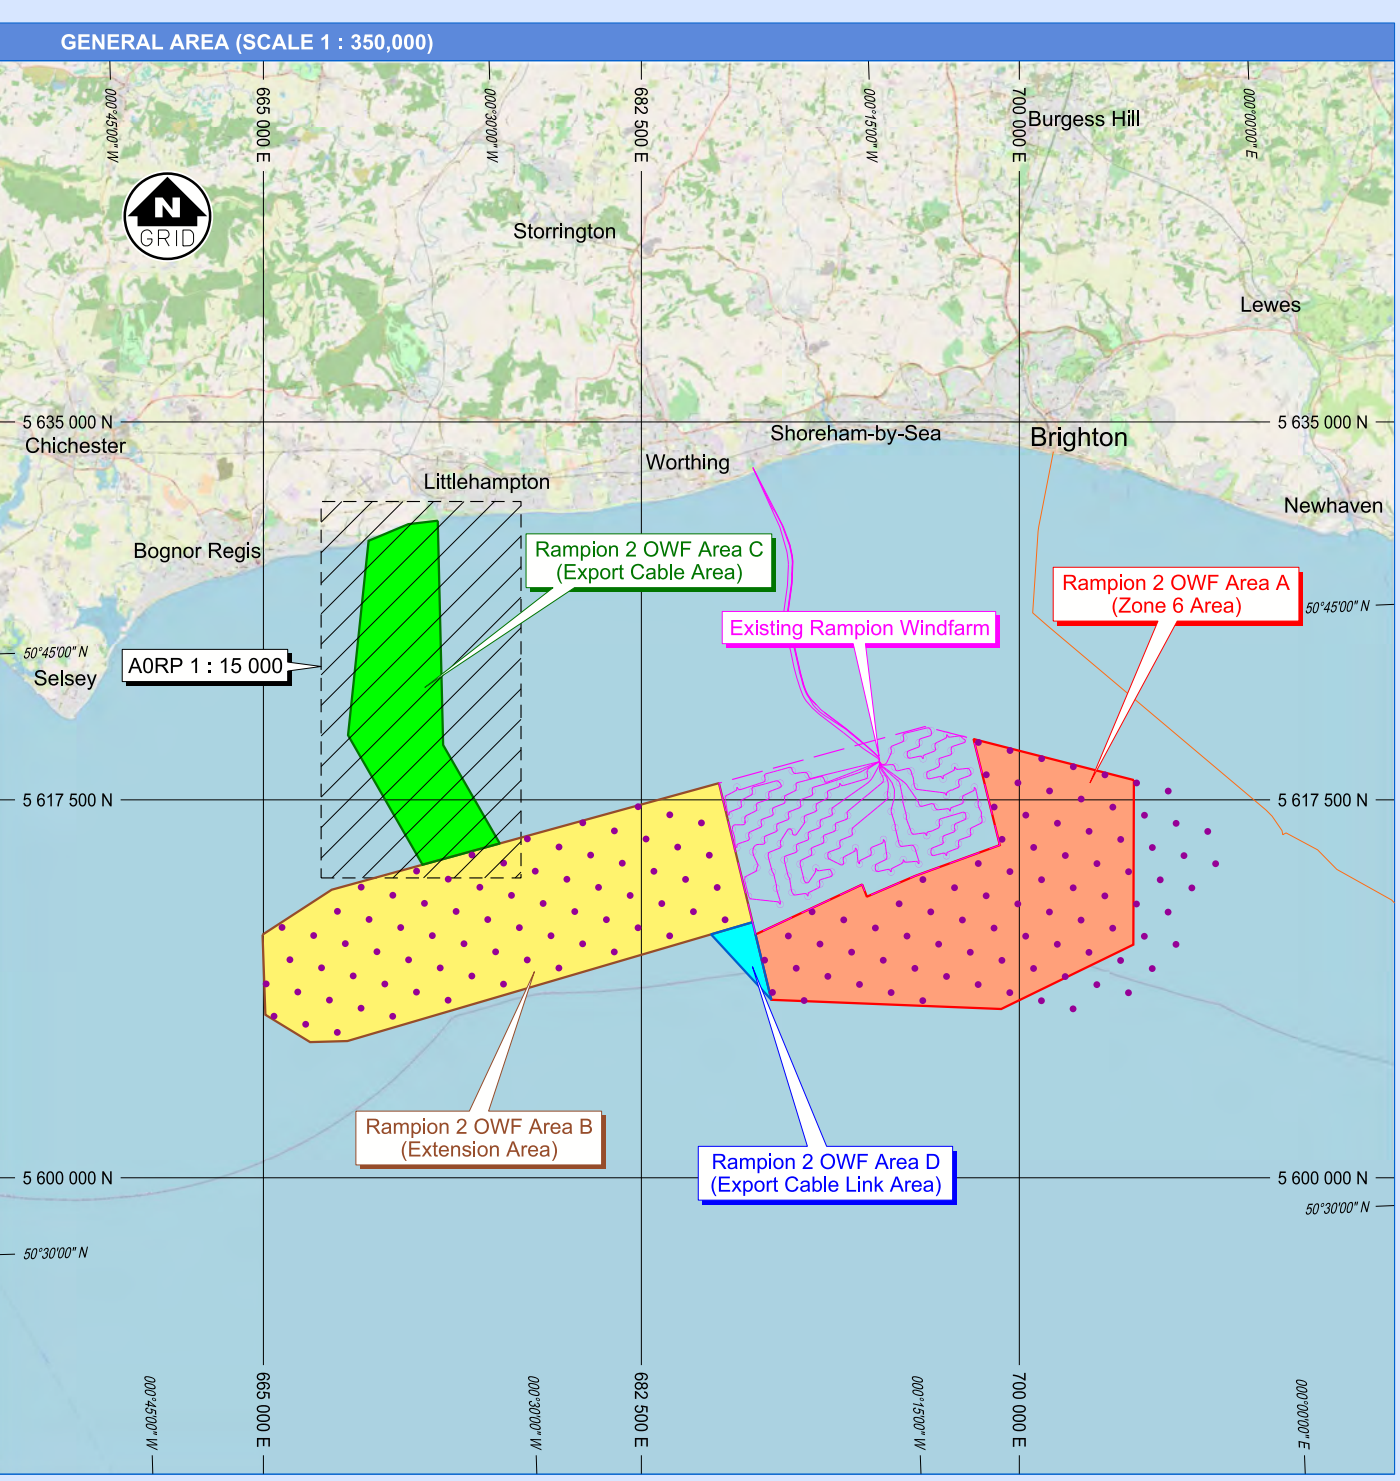 GENERAL AREA (SCALE 1 : 350,000)
000°45'00" W
665 000 E
000°30'00" W
682 500 E
000°15'00" W
700 000 E
000°00'00" E
Burgess Hill
N
GRID
Storrington
Lewes
5 635 000 N
5 635 000 N
Chichester
Shoreham-by-Sea
Brighton
Worthing
Littlehampton
Newhaven
Bognor Regis
Rampion 2 OWF Area C
(Export Cable Area)
Rampion 2 OWF Area A
(Zone 6 Area)
50°45'00" N
Existing Rampion Windfarm
50°45'00" N
A0RP 1 : 15 000
Selsey
5 617 500 N
5 617 500 N
Rampion 2 OWF Area B
(Extension Area)
Rampion 2 OWF Area D
(Export Cable Link Area)
5 600 000 N
5 600 000 N
50°30'00" N
50°30'00" N
000°45'00" W
665 000 E
000°30'00" W
682 500 E
000°15'00" W
700 000 E
000°00'00" E